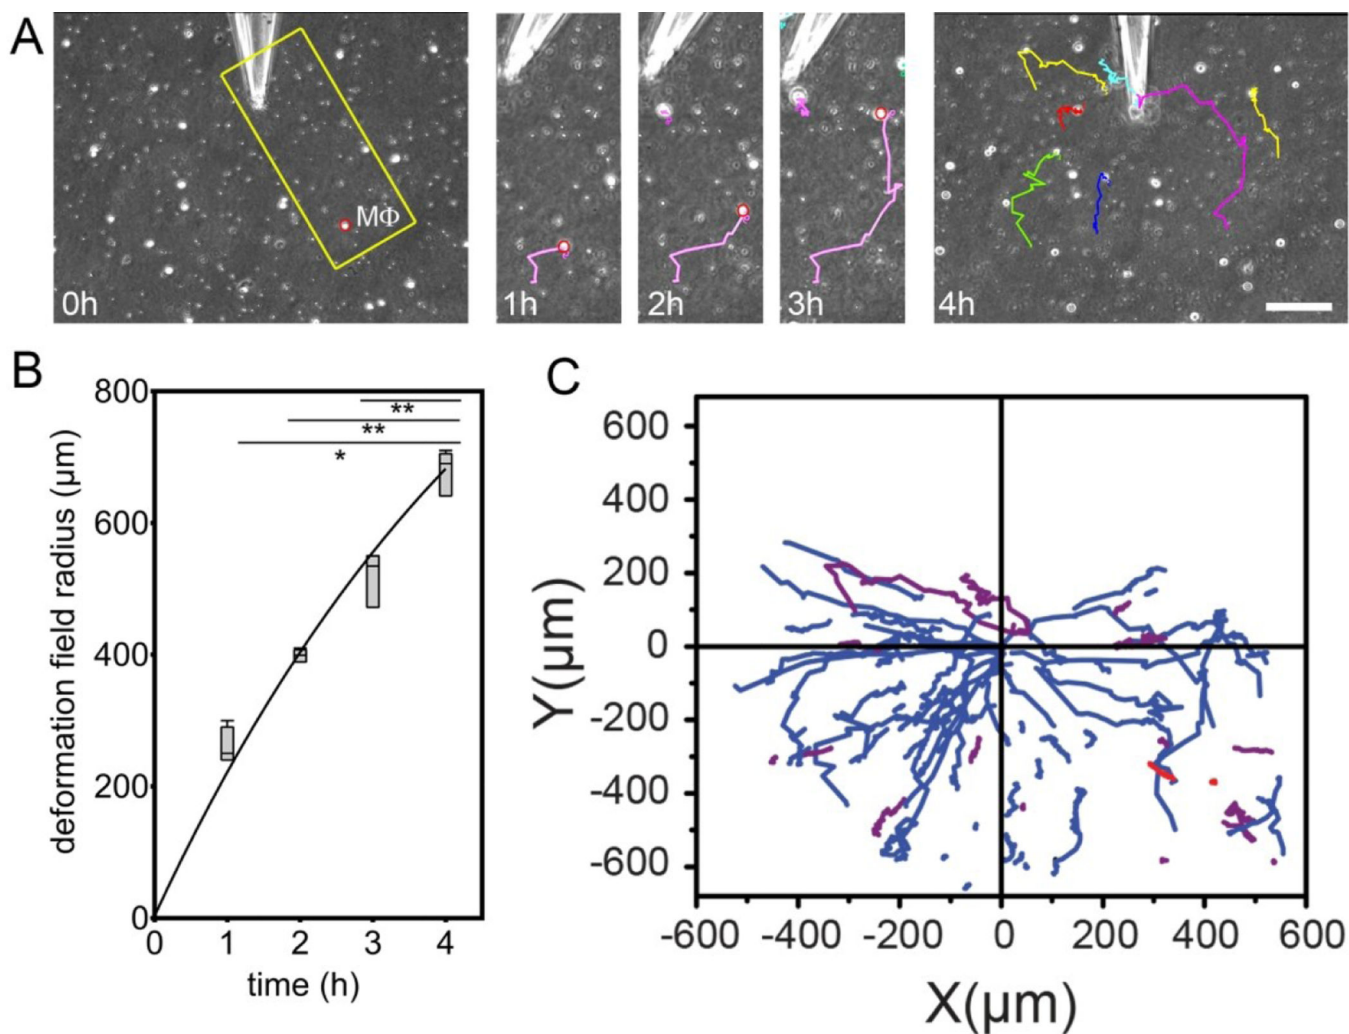 A
0h
MΦ
1h
2h
3h
4h
B
deformation field radius (μm)
800
600
400
200
0
**
**
*
0 1 2 3 4
time (h)
C
Y(μm)
600
400
200
0
-200
-400
-600
-600 -400 -200 0 200 400 600
X(μm)